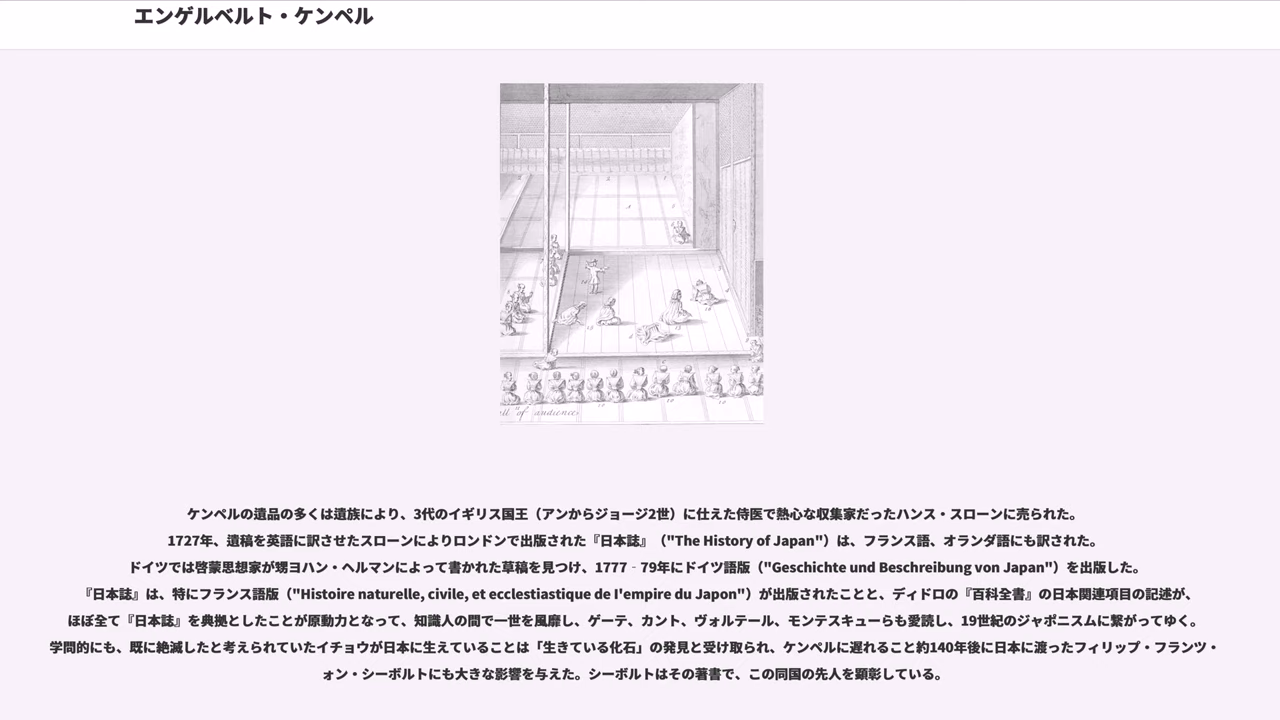 エンゲルベルト・ケンペル
all "of audience
ケンペルの遺品の多くは遺族により、3代のイギリス国王（アンからジョージ2世）に仕えた侍医で熱心な収集家だったハンス・スローンに売られた。
1727年、遺稿を英語に訳させたスローンによりロンドンで出版された『日本誌』（"The History of Japan"）は、フランス語、オランダ語にも訳された。
ドイツでは啓蒙思想家が甥ヨハン・ヘルマンによって書かれた草稿を見つけ、1777‐79年にドイツ語版（"Geschichte und Beschreibung von Japan"）を出版した。
『日本誌』は、特にフランス語版（"Histoire naturelle, civile, et ecclestiastique de I'empire du Japon"）が出版されたことと、ディドロの『百科全書』の日本関連項目の記述が、
ほぼ全て『日本誌』を典拠としたことが原動力となって、知識人の間で一世を風靡し、ゲーテ、カント、ヴォルテール、モンテスキューらも愛読し、19世紀のジャポニスムに繋がってゆく。
学問的にも、既に絶滅したと考えられていたイチョウが日本に生えていることは「生きている化石」の発見と受け取られ、ケンペルに遅れること約140年後に日本に渡ったフィリップ・フランツ・
ォン・シーボルトにも大きな影響を与えた。シーボルトはその著書で、この同国の先人を顕彰している。